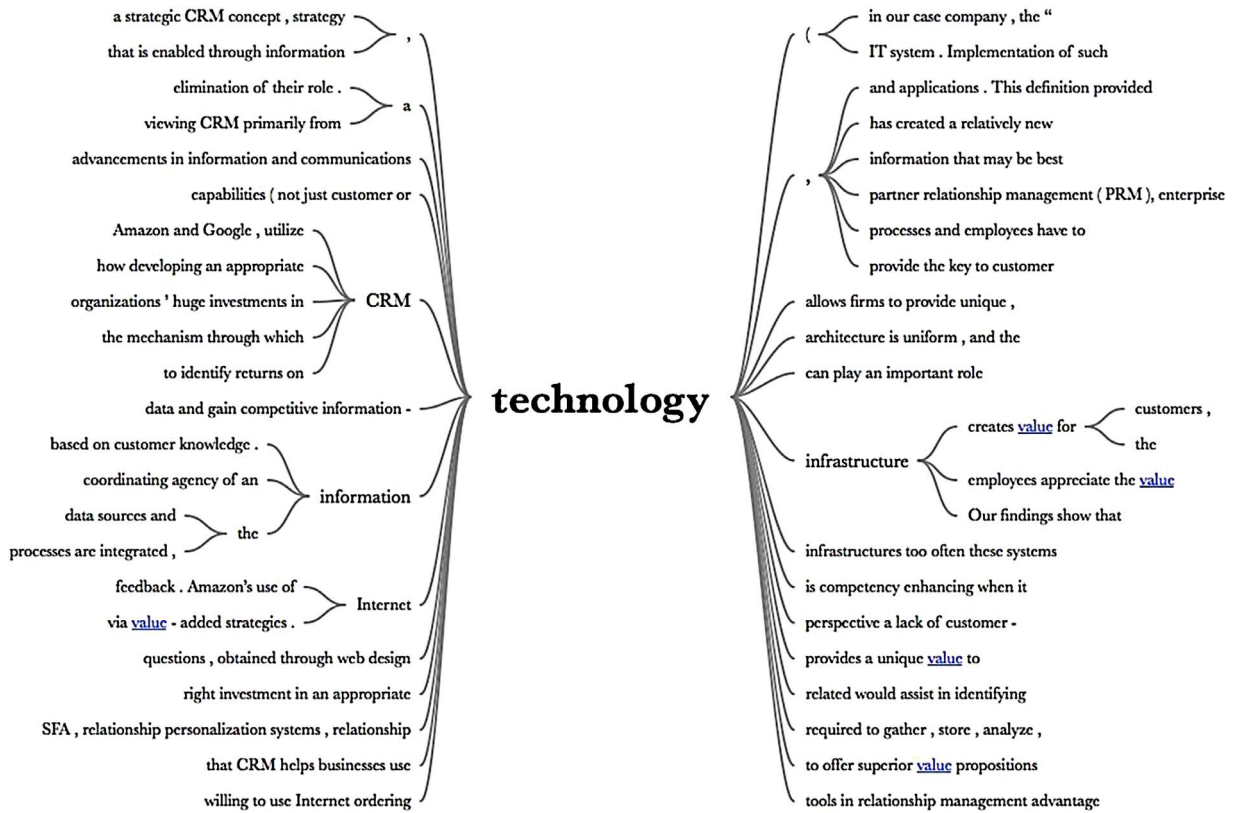 a strategic CRM concept , strategy
that is enabled through information
,
elimination of their role .
viewing CRM primarily from
a
advancements in information and communications
capabilities ( not just customer or
Amazon and Google , utilize
how developing an appropriate
organizations ' huge investments in
the mechanism through which
to identify returns on
CRM
data and gain competitive information -
based on customer knowledge .
coordinating agency of an
data sources and
processes are integrated ,
the
information
feedback . Amazon's use of
via value - added strategies .
Internet
questions , obtained through web design
right investment in an appropriate
SFA , relationship personalization systems , relationship
that CRM helps businesses use
willing to use Internet ordering
technology
(
in our case company , the “
IT system . Implementation of such
,
and applications . This definition provided
has created a relatively new
information that may be best
partner relationship management ( PRM ), enterprise
processes and employees have to
provide the key to customer
allows firms to provide unique ,
architecture is uniform , and the
can play an important role
infrastructure
creates value for
customers ,
the
employees appreciate the value
Our findings show that
infrastructures too often these systems
is competency enhancing when it
perspective a lack of customer -
provides a unique value to
related would assist in identifying
required to gather , store , analyze ,
to offer superior value propositions
tools in relationship management advantage